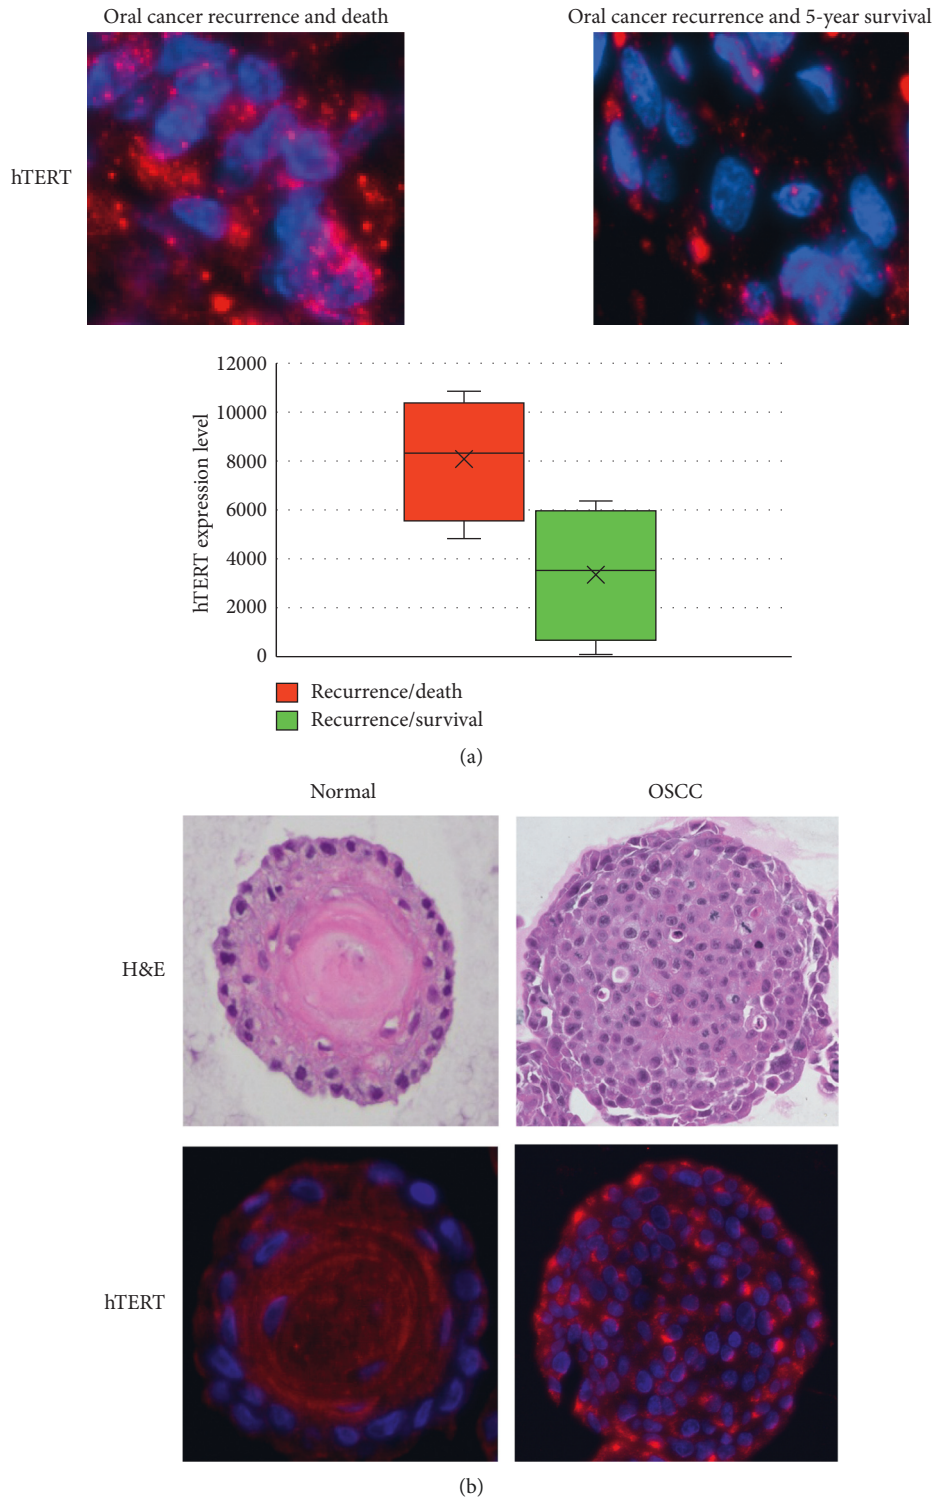 Oral cancer recurrence and death
Oral cancer recurrence and 5-year survival
hTERT
12000
10000
8000
6000
4000
2000
0
hTERT expression level
Recurrence/death
Recurrence/survival
(a)
Normal
OSCC
H&E
hTERT
(b)